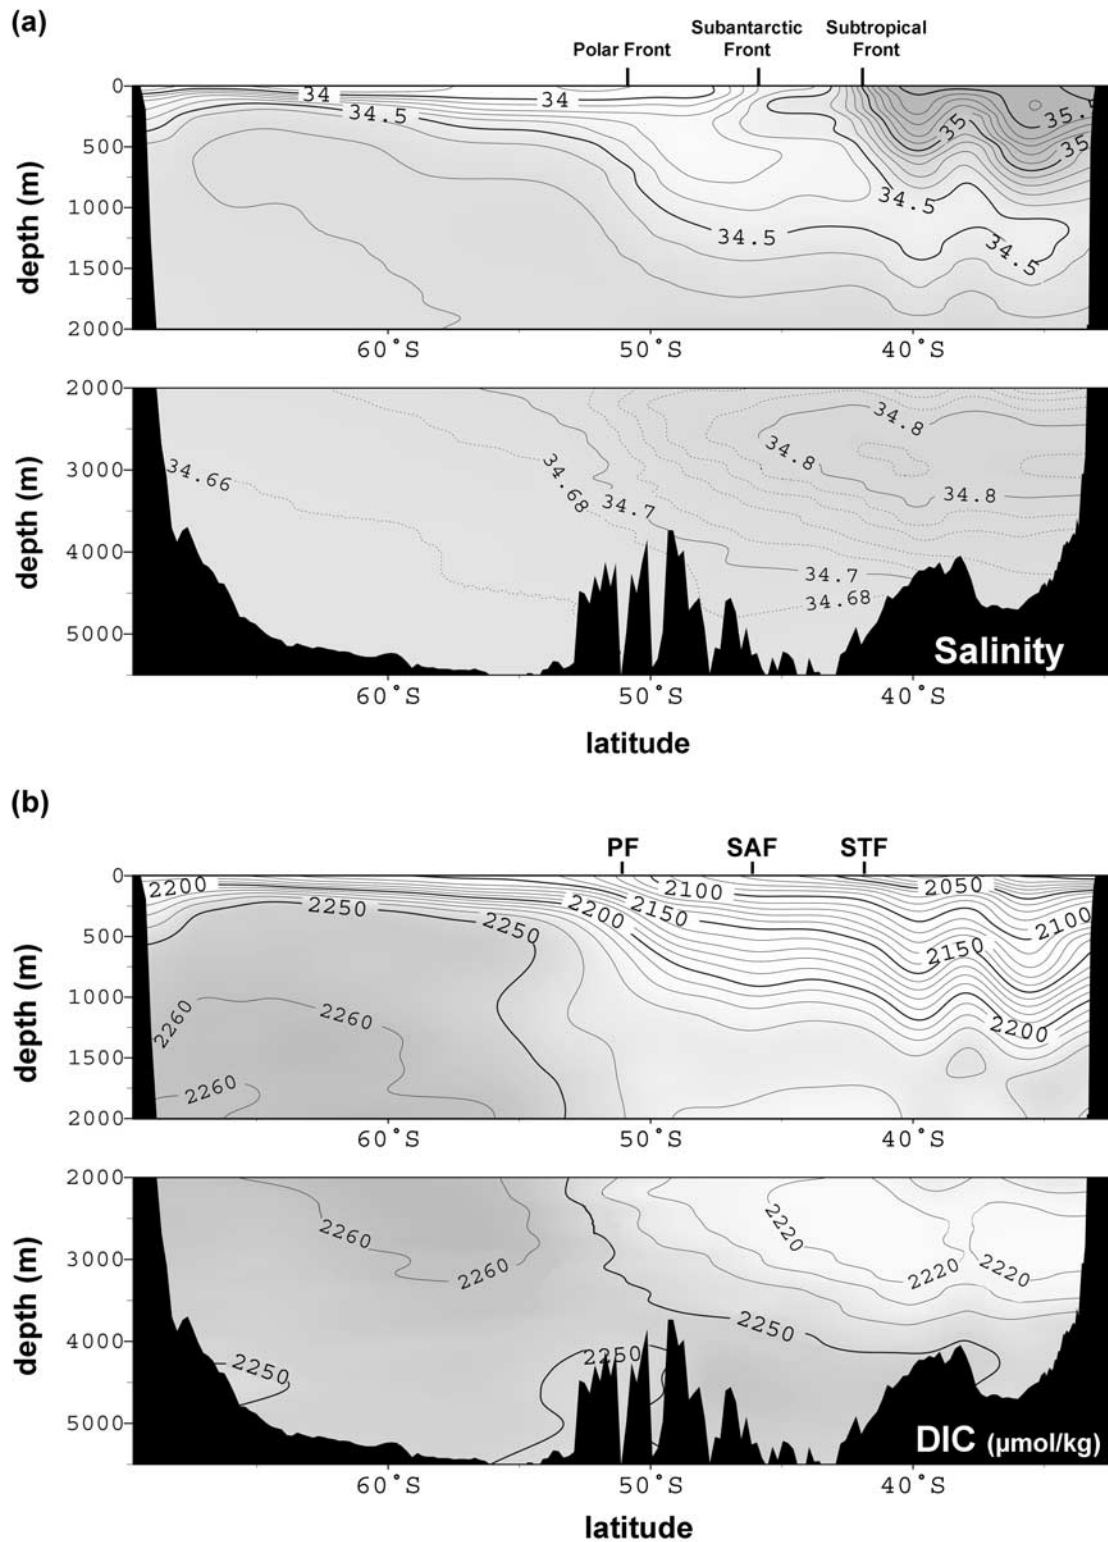 (a)
Subantarctic Subtropical
Polar Front Front Front
0
500
1000
1500
2000
depth (m)
34 34
34.5
35 35.
35
34.5
34.5 34.5
60°S 50°S 40°S
2000
3000
4000
5000
depth (m)
34.8
34.66 34.68 34.8
34.7 34.8
34.7
34.68
Salinity
60°S 50°S 40°S
latitude
(b)
PF SAF STF
0
500
1000
1500
2000
depth (m)
2200 2100 2050
2250 2200 2150
2250 2100
2150
2260 2260 2200
2260
60°S 50°S 40°S
2000
3000
4000
5000
depth (m)
2260 2220
2260 2220 2220
2250
2250 2250
DIC (µmol/kg)
60°S 50°S 40°S
latitude